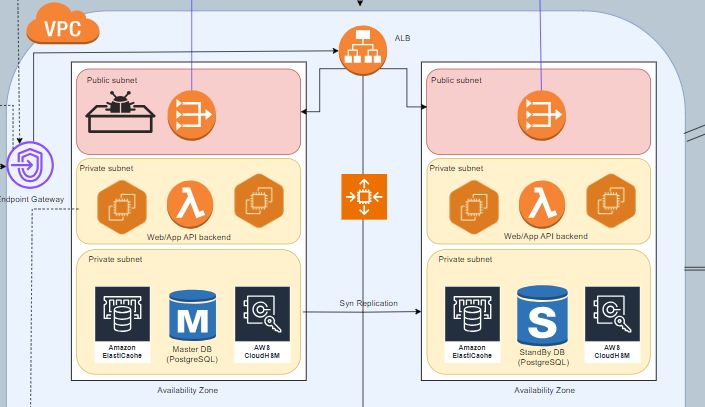 VPC
ALB
Public subnet
Public subnet
Private subnet
Private subnet
Endpoint Gateway
Web/App API backend
Web/App API backend
Private subnet
Private subnet
M
S
Syn Replication
Amazon
ElastiCache
Master DB
(PostgreSQL)
AWS
CloudHSM
Amazon
ElastiCache
StandBy DB
(PostgreSQL)
AWS
CloudHSM
Availability Zone
Availability Zone